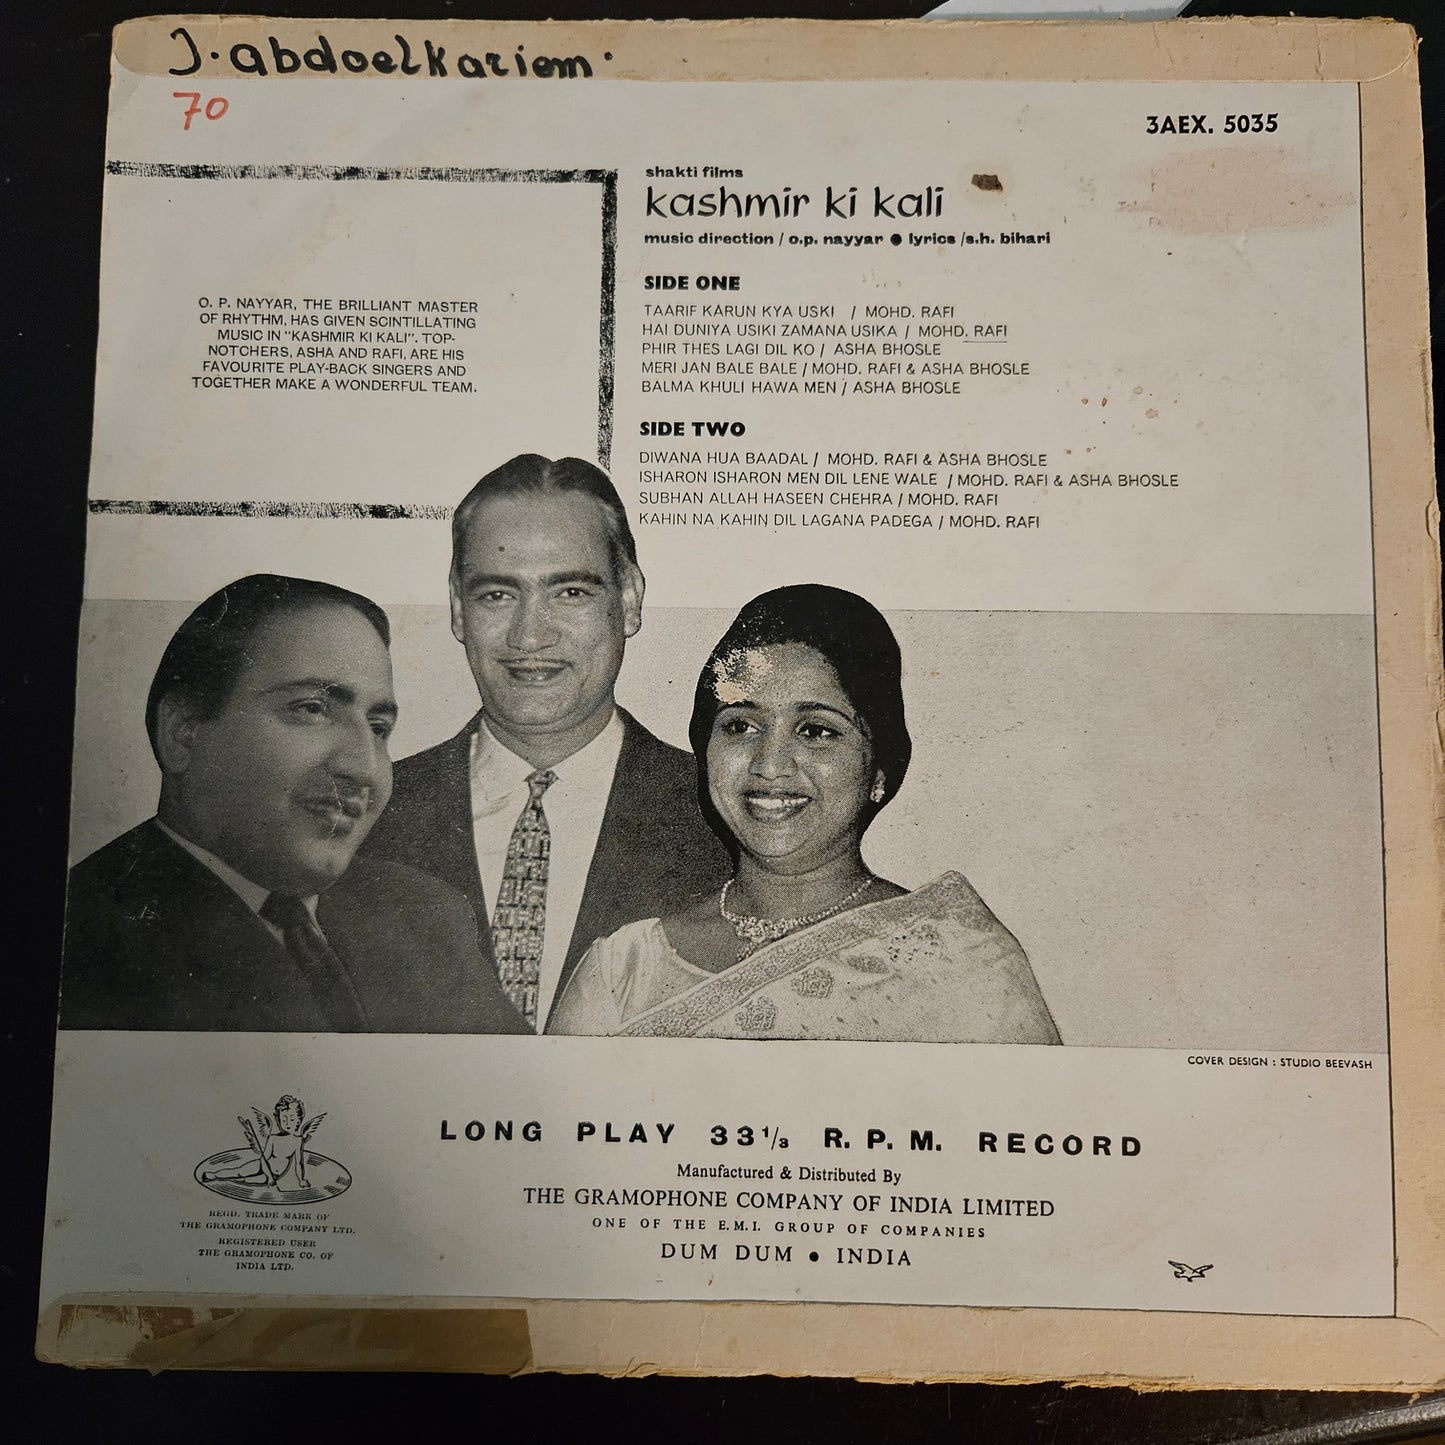 J. abdoelkariem.
70
3AEX. 5035
shakti films
kashmir ki kali
music direction / o.p. nayyar ● lyrics /s.h. bihari
O. P. NAYYAR, THE BRILLIANT MASTER
OF RHYTHM, HAS GIVEN SCINTILLATING
MUSIC IN "KASHMIR KI KALI". TOP-
NOTCHERS, ASHA AND RAFI, ARE HIS
FAVOURITE PLAY-BACK SINGERS AND
TOGETHER MAKE A WONDERFUL TEAM.
SIDE ONE
TAARIF KARUN KYA USKI / MOHD. RAFI
HAI DUNIYA USIKI ZAMANA USIKA / MOHD. RAFI
PHIR THES LAGI DIL KO / ASHA BHOSLE
MERI JAN BALE BALE / MOHD. RAFI & ASHA BHOSLE
BALMA KHULI HAWA MEN / ASHA BHOSLE
SIDE TWO
DIWANA HUA BAADAL / MOHD. RAFI & ASHA BHOSLE
ISHARON ISHARON MEN DIL LENE WALE / MOHD. RAFI & ASHA BHOSLE
SUBHAN ALLAH HASEEN CHEHRA / MOHD. RAFI
KAHIN NA KAHIN DIL LAGANA PADEGA / MOHD. RAFI
COVER DESIGN : STUDIO BEEVASH
LONG PLAY 33 1/3 R. P. M. RECORD
Manufactured & Distributed By
THE GRAMOPHONE COMPANY OF INDIA LIMITED
ONE OF THE E.M.I. GROUP OF COMPANIES
DUM DUM ● INDIA
REGD. TRADE MARK OF
THE GRAMOPHONE COMPANY LTD.
REGISTERED USER
THE GRAMOPHONE CO. OF
INDIA LTD.